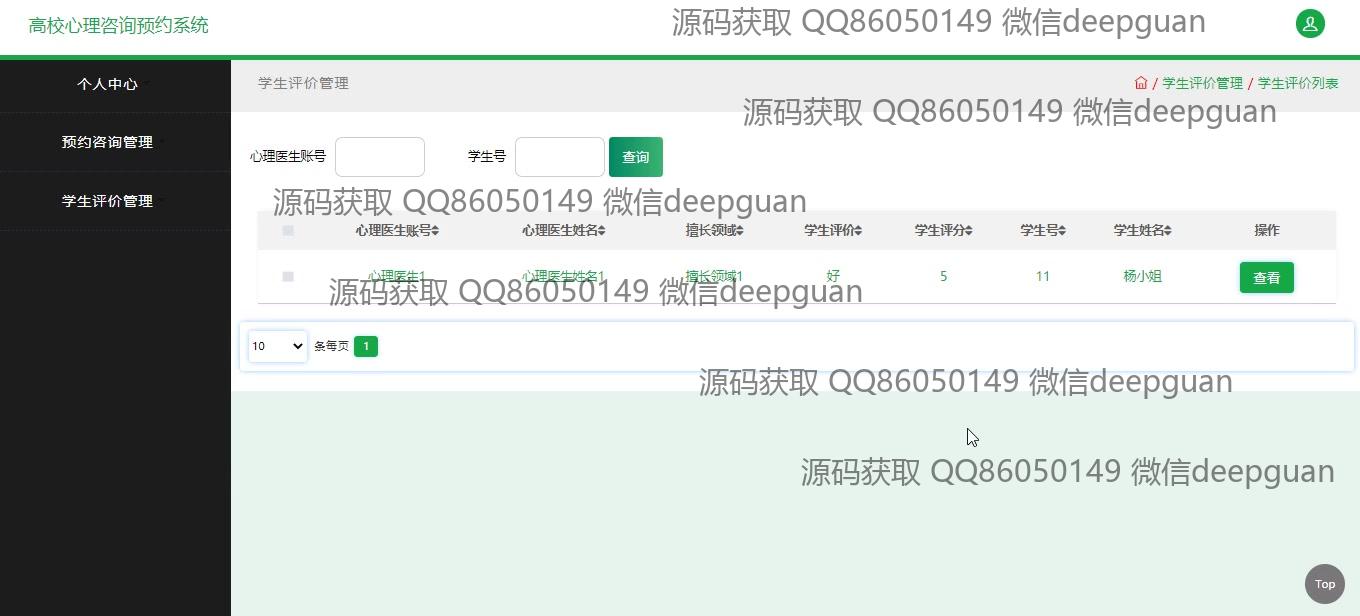 高校心理咨询预约系统
源码获取 QQ86050149 微信deepguan
个人中心
预约咨询管理
学生评价管理
学生评价管理
/ 学生评价管理 / 学生评价列表
源码获取 QQ86050149 微信deepguan
心理医生账号 学生号 查询
源码获取 QQ86050149 微信deepguan
心理医生账号 心理医生姓名 擅长领域 学生评价 学生评分 学生号 学生姓名 操作
心理医生1 心理医生姓名1 擅长领域1 好 5 11 杨小姐 查看
源码获取 QQ86050149 微信deepguan
10 条每页 1
源码获取 QQ86050149 微信deepguan
源码获取 QQ86050149 微信deepguan
Top